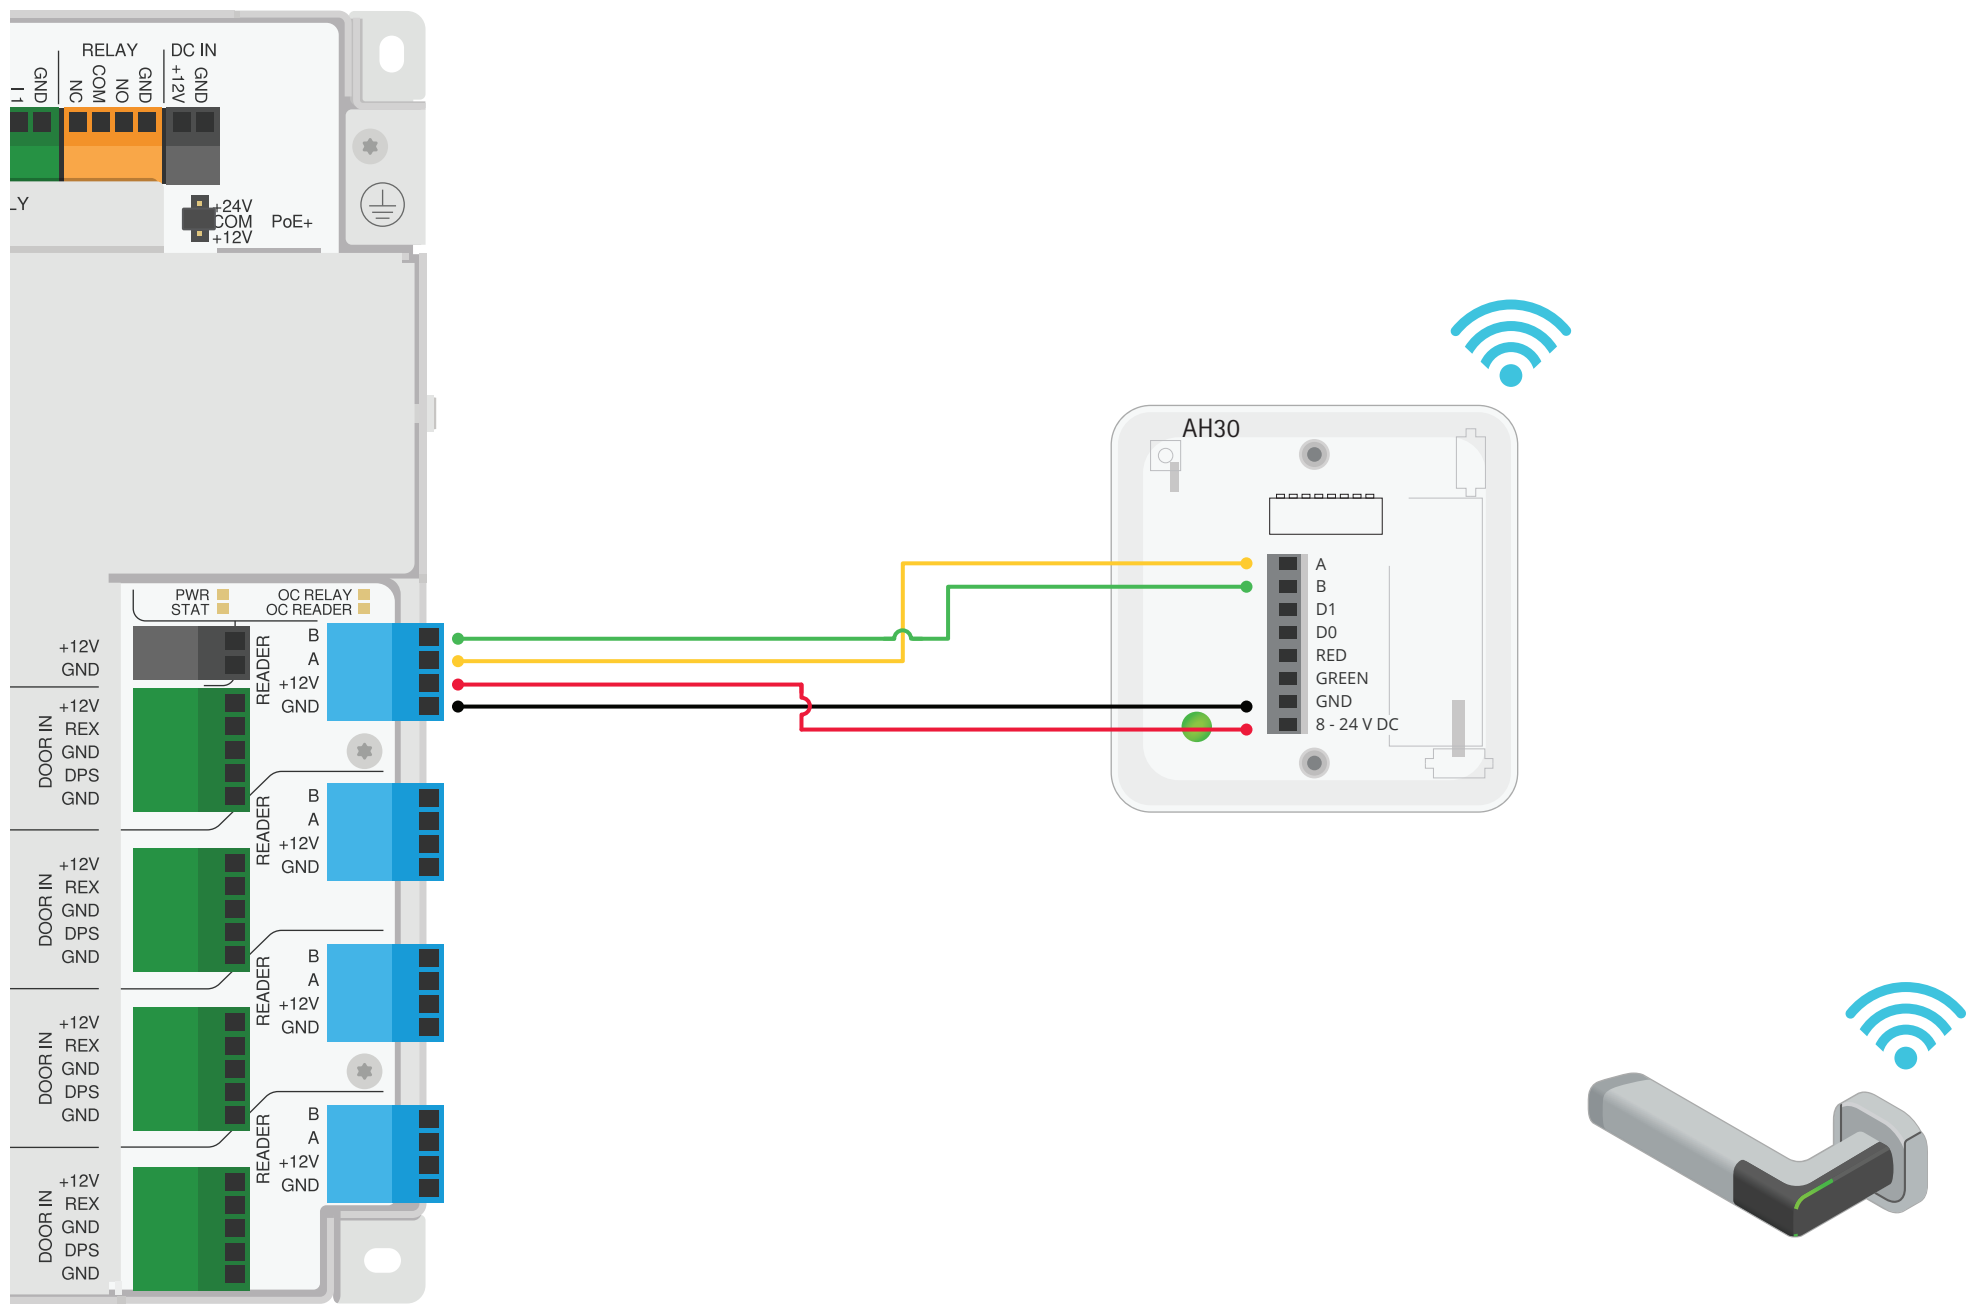 RELAY
DC IN
I 1
GND
NC
COM
NO
GND
+12V
GND
LY
+24V
COM
+12V
PoE+
PWR
STAT
OC RELAY
OC READER
+12V
GND
READER
B
A
+12V
GND
DOOR IN
+12V
REX
GND
DPS
GND
READER
B
A
+12V
GND
DOOR IN
+12V
REX
GND
DPS
GND
READER
B
A
+12V
GND
DOOR IN
+12V
REX
GND
DPS
GND
READER
B
A
+12V
GND
DOOR IN
+12V
REX
GND
DPS
GND
AH30
A
B
D1
D0
RED
GREEN
GND
8 - 24 V DC